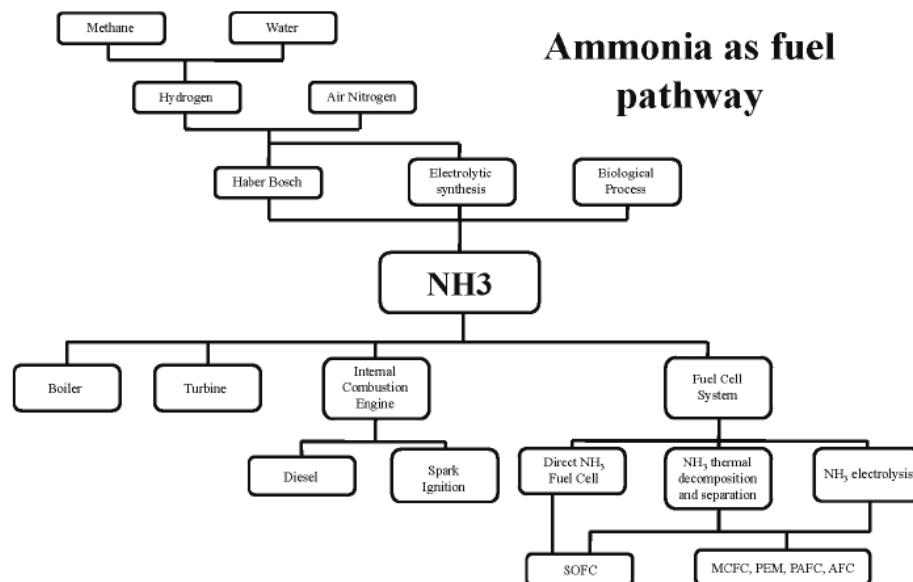 Ammonia as fuel
pathway
Methane
Water
Hydrogen
Air Nitrogen
Haber Bosch
Electrolytic
synthesis
Biological
Process
NH3
Boiler
Turbine
Internal
Combustion
Engine
Fuel Cell
System
Diesel
Spark
Ignition
Direct NH₃
Fuel Cell
NH₃ thermal
decomposition
and separation
NH₃ electrolysis
SOFC
MCFC, PEM, PAFC, AFC